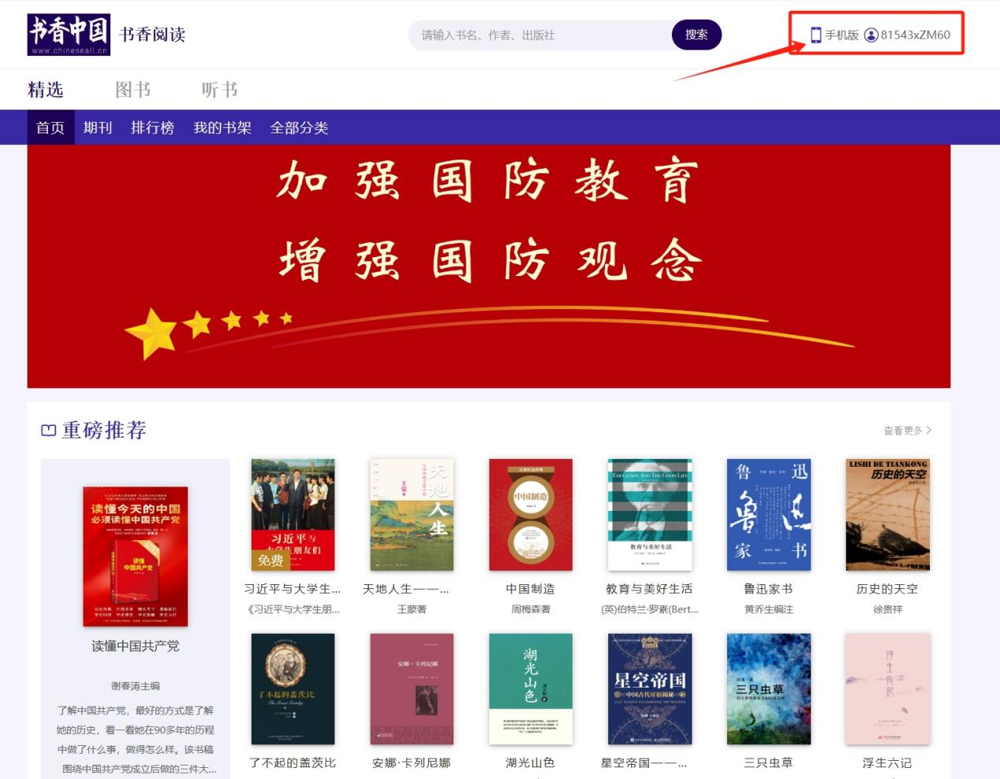 书香中国
www.chineseall.cn
书香阅读
请输入书名、作者、出版社
搜索
手机版
81543xZM60
精选
图书
听书
首页
期刊
排行榜
我的书架
全部分类
加强国防教育
增强国防观念
重磅推荐
查看更多
读懂今天的中国
必须读懂中国共产党
读懂
中国共产党
读懂中国共产党
谢春涛主编
了解中国共产党，最好的方式是了解
她的历史，看一看她在90多年的历程
中做了什么事，做得怎么样。该书稿
围绕中国共产党成立后做的三件大...
习近平与
大学生朋友们
免费
习近平与大学生...
《习近平与大学生朋...
天地人生
王蒙
天地人生——...
王蒙著
中国制造
中国制造
周梅森著
EDUCATION AND THE GOOD LIFE
教育与美好生活
教育与美好生活
(英)伯特兰·罗素(Bert...
鲁迅
家书
鲁迅家书
黄乔生编注
LISHI DE TIANKONG
历史的天空
历史的天空
徐贵祥
了不起的盖茨比
The Great Gatsby
了不起的盖茨比
安娜·卡列尼娜
安娜·卡列尼娜
湖光山色
湖光山色
星空帝国
中国古代星宿揭秘
星空帝国——...
三只虫草
三只虫草
浮生六记
浮生六记